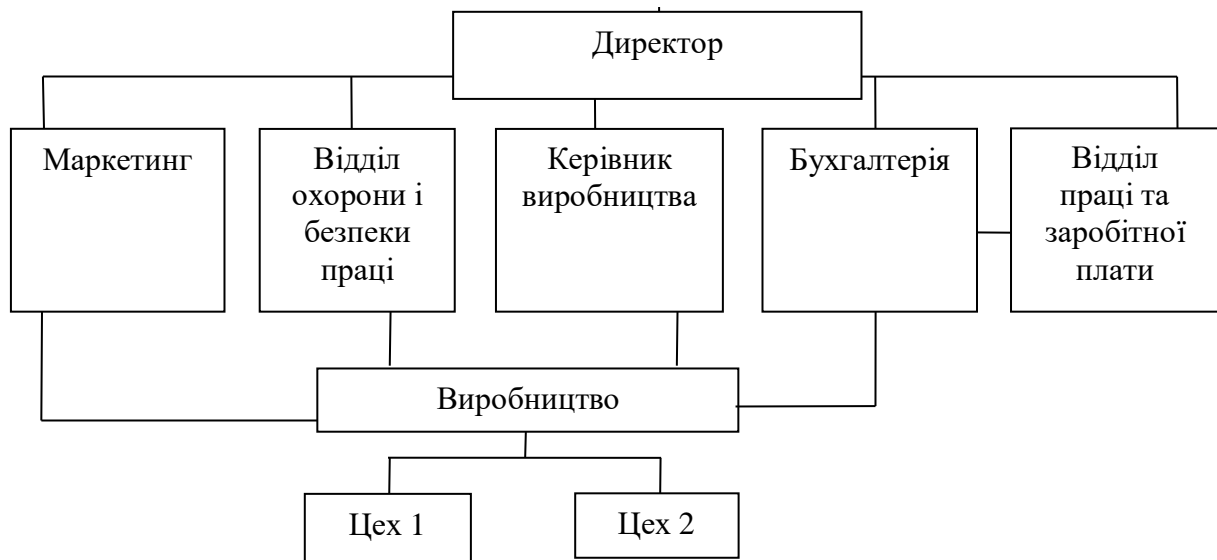 Директор
Маркетинг
Відділ
охорони і
безпеки
праці
Керівник
виробництва
Бухгалтерія
Відділ
праці та
заробітної
плати
Виробництво
Цех 1
Цех 2